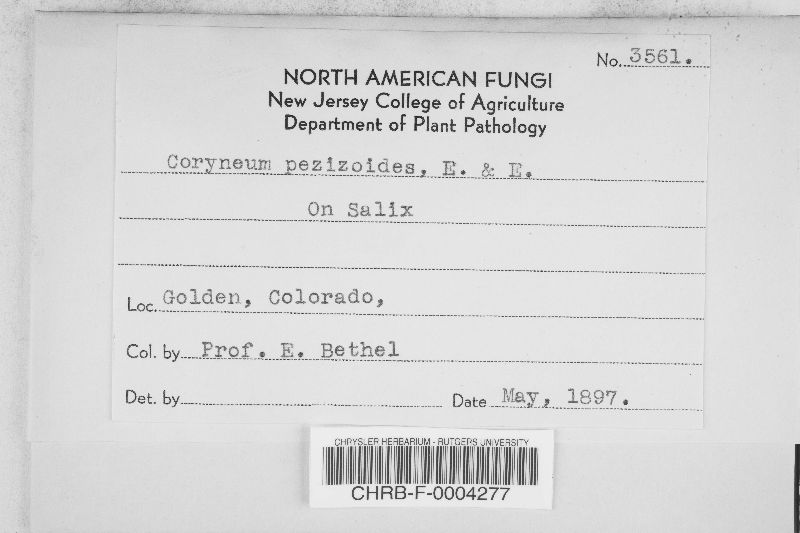 No. 3561.
NORTH AMERICAN FUNGI
New Jersey College of Agriculture
Department of Plant Pathology
Coryneum pezizoides, E. & E.
On Salix
Loc. Golden, Colorado,
Col. by Prof. E. Bethel
Det. by Date May, 1897.
CHRYSLER HERBARIUM - RUTGERS UNIVERSITY
CHRB-F-0004277